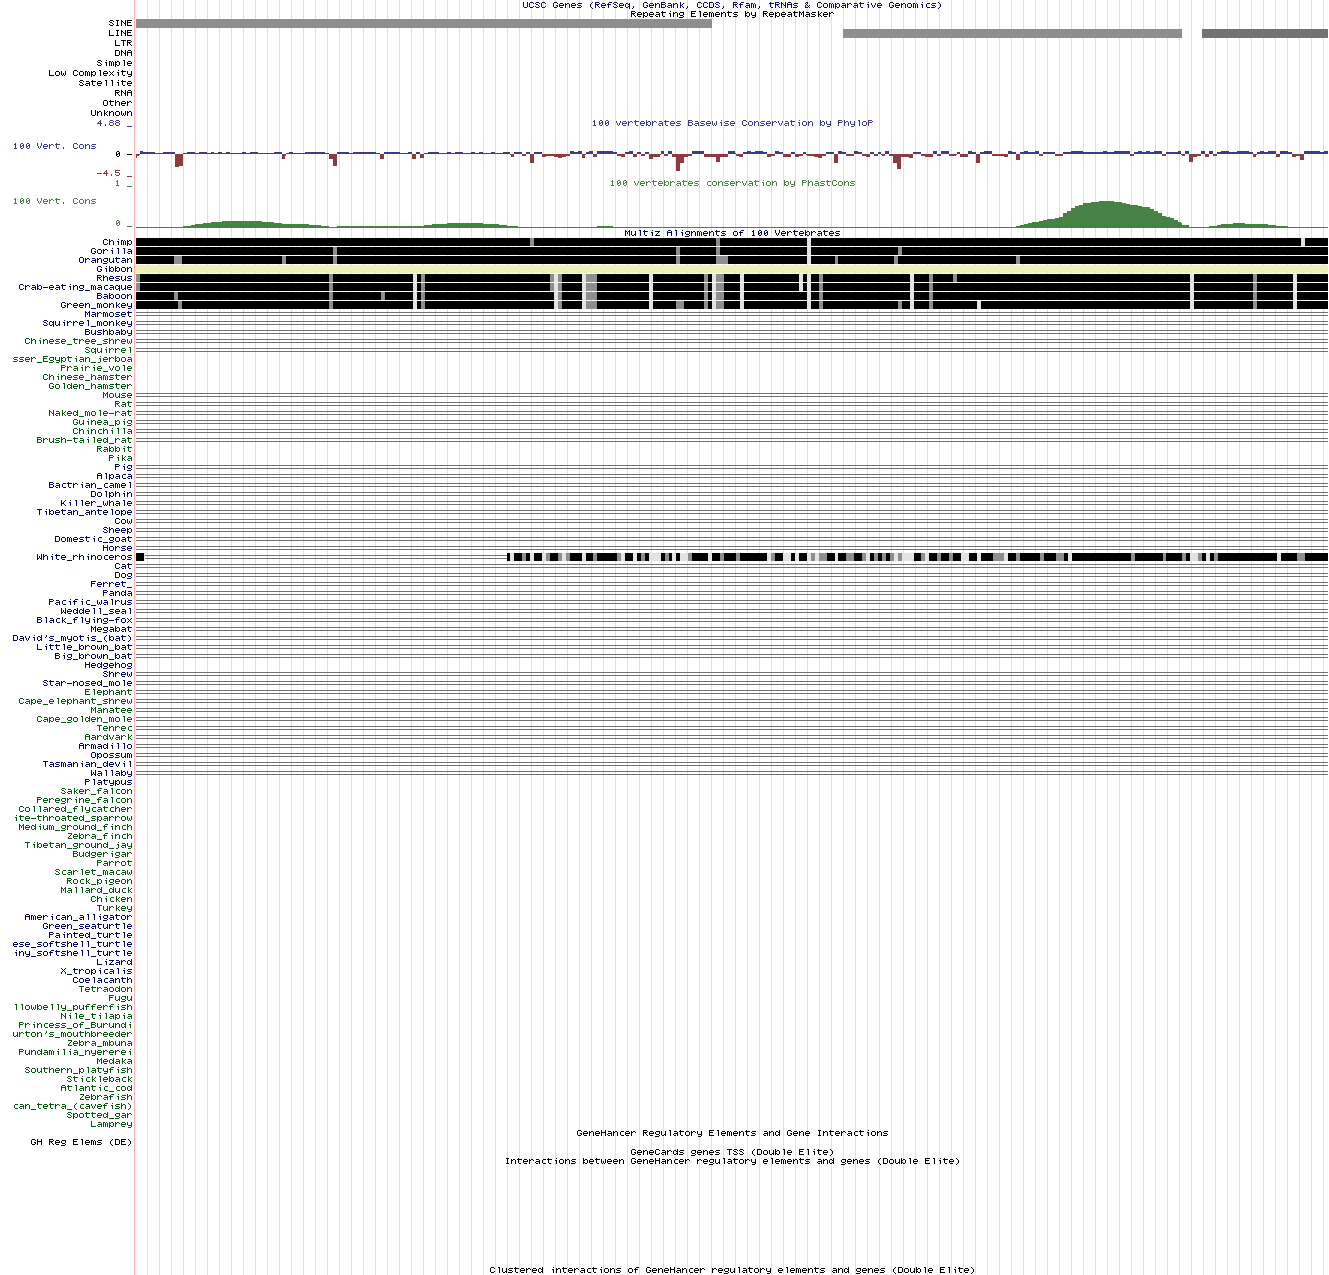 UCSC Genes (RefSeq, GenBank, CCDS, Rfam, tRNAs & Comparative Genomics)
Repeating Elements by RepeatMasker
SINE
LINE
LTR
DNA
Simple
Low Complexity
Satellite
RNA
Other
Unknown
4.88 _
100 vertebrates Basewise Conservation by PhyloP
100 Vert. Cons
0 _
-4.5 _
1 _
100 vertebrates conservation by PhastCons
100 Vert. Cons
0 _
Multiz Alignments of 100 Vertebrates
Chimp
Gorilla
Orangutan
Gibbon
Rhesus
Crab-eating_macaque
Baboon
Green_monkey
Marmoset
Squirrel_monkey
Bushbaby
Chinese_tree_shrew
Squirrel
sser_Egyptian_jerboa
Prairie_vole
Chinese_hamster
Golden_hamster
Mouse
Rat
Naked_mole-rat
Guinea_pig
Chinchilla
Brush-tailed_rat
Rabbit
Pika
Pig
Alpaca
Bactrian_camel
Dolphin
Killer_whale
Tibetan_antelope
Cow
Sheep
Domestic_goat
Horse
White_rhinoceros
Cat
Dog
Ferret_
Panda
Pacific_walrus
Weddell_seal
Black_flying-fox
Megabat
David's_myotis_(bat)
Little_brown_bat
Big_brown_bat
Hedgehog
Shrew
Star-nosed_mole
Elephant
Cape_elephant_shrew
Manatee
Cape_golden_mole
Tenrec
Aardvark
Armadillo
Opossum
Tasmanian_devil
Wallaby
Platypus
Saker_falcon
Peregrine_falcon
Collared_flycatcher
ite-throated_sparrow
Medium_ground_finch
Zebra_finch
Tibetan_ground_jay
Budgerigar
Parrot
Scarlet_macaw
Rock_pigeon
Mallard_duck
Chicken
Turkey
American_alligator
Green_seaturtle
Painted_turtle
ese_softshell_turtle
iny_softshell_turtle
Lizard
X_tropicalis
Coelacanth
Tetraodon
Fugu
llowbelly_pufferfish
Nile_tilapia
Princess_of_Burundi
urton's_mouthbreeder
Zebra_mbuna
Pundamilia_nyererei
Medaka
Southern_platyfish
Stickleback
Atlantic_cod
Zebrafish
can_tetra_(cavefish)
Spotted_gar
Lamprey
GeneHancer Regulatory Elements and Gene Interactions
GH Reg Elems (DE)
GeneCards genes TSS (Double Elite)
Interactions between GeneHancer regulatory elements and genes (Double Elite)
Clustered interactions of GeneHancer regulatory elements and genes (Double Elite)